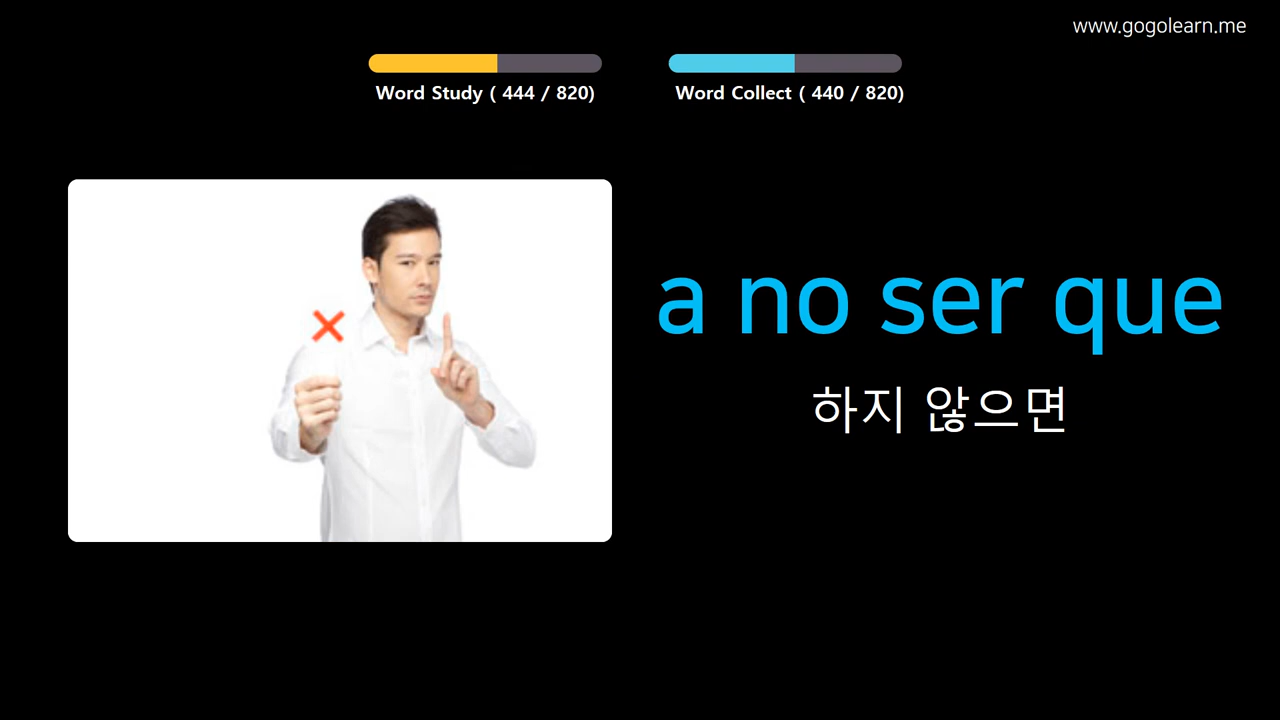 www.gogolearn.me
Word Study ( 444 / 820)
Word Collect ( 440 / 820)
a no ser que
하지 않으면